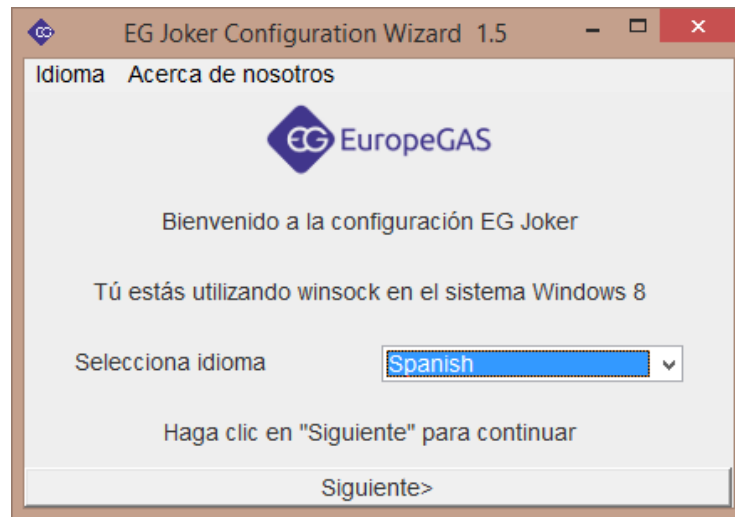 EG Joker Configuration Wizard 1.5
Idioma Acerca de nosotros
EG EuropeGAS
Bienvenido a la configuración EG Joker
Tú estás utilizando winsock en el sistema Windows 8
Selecciona idioma Spanish
Haga clic en "Siguiente" para continuar
Siguiente>